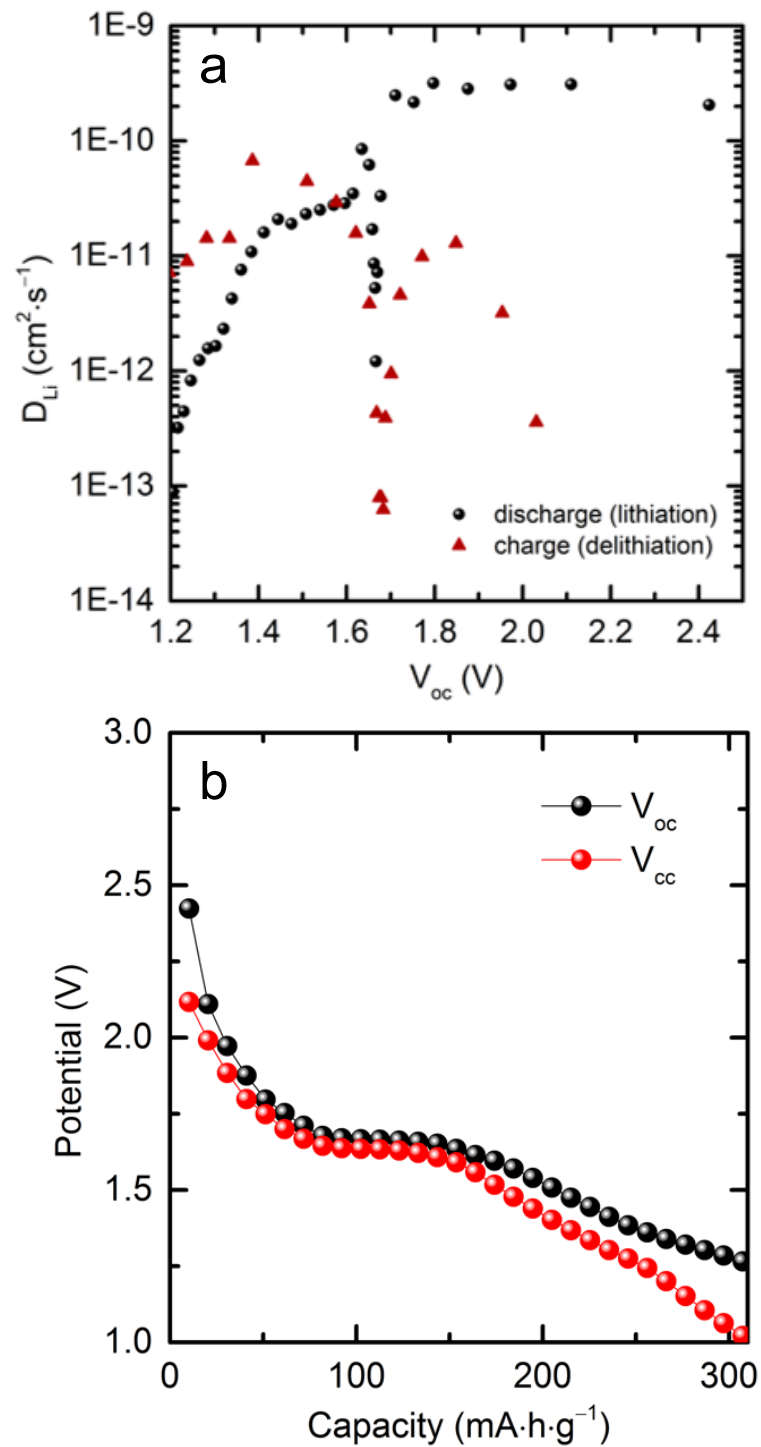 a
1E-9
1E-10
1E-11
1E-12
1E-13
1E-14
D_Li (cm²·s⁻¹)
discharge (lithiation)
charge (delithiation)
1.2 1.4 1.6 1.8 2.0 2.2 2.4
V_oc (V)
b
3.0
2.5
2.0
1.5
1.0
Potential (V)
V_oc
V_cc
0 100 200 300
Capacity (mA·h·g⁻¹)